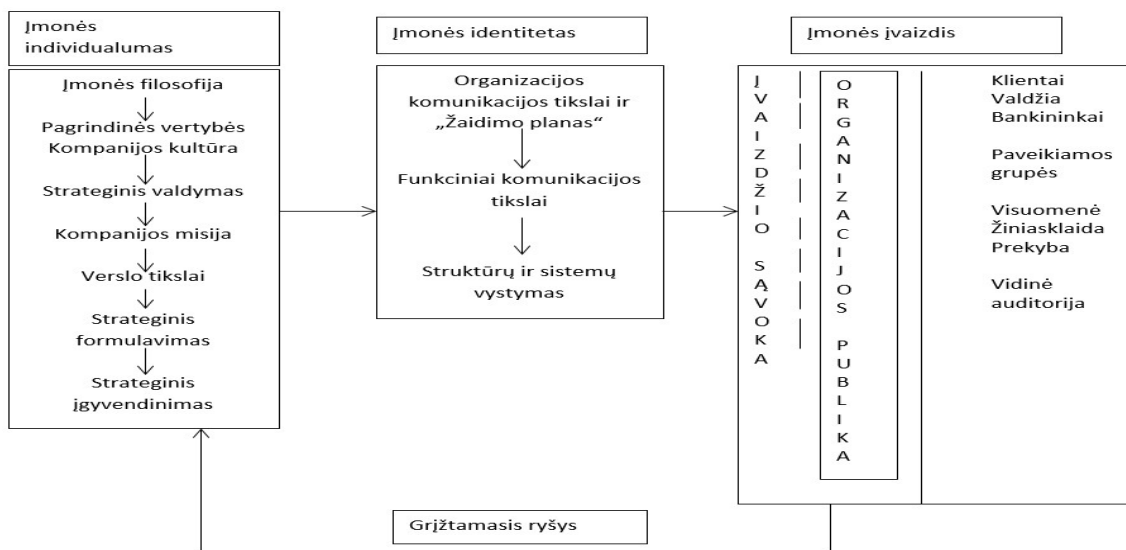 Įmonės
individualumas
Įmonės filosofija
Pagrindinės vertybės
Kompanijos kultūra
Strateginis valdymas
Kompanijos misija
Verslo tikslai
Strateginis
formulavimas
Strateginis
įgyvendinimas
Įmonės identitetas
Organizacijos
komunikacijos tikslai ir
„Žaidimo planas“
Funkciniai komunikacijos
tikslai
Struktūrų ir sistemų
vystymas
Įmonės įvaizdis
ĮVAIZDŽIO SĄVOKA
ORGANIZACIJOS PUBLIKA
Klientai
Valdžia
Bankininkai
Paveikiamos
grupės
Visuomenė
Žiniasklaida
Prekyba
Vidinė
auditorija
Grįžtamasis ryšys